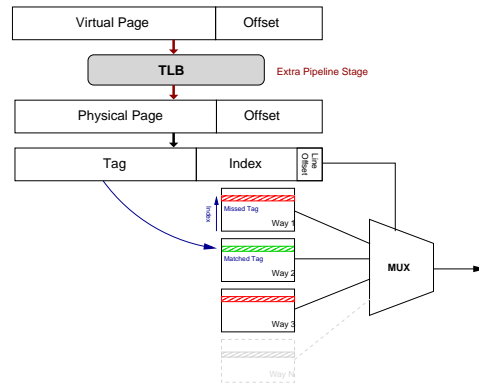 Virtual Page
Offset
TLB
Extra Pipeline Stage
Physical Page
Offset
Tag
Index
Line
Offset
Index
Missed Tag
Way 1
Matched Tag
Way 2
MUX
Way 3
Way N